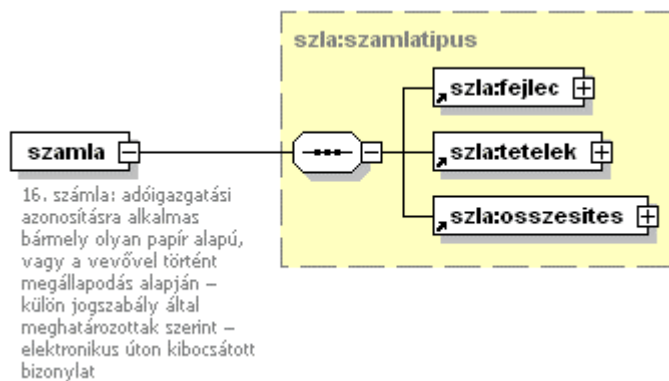 szla:szamlatipus
szla:fejlec
szamla
szla:tetelek
szla:osszesites
16. számla: adóigazgatási
azonosításra alkalmas
bármely olyan papír alapú,
vagy a vevővel történt
megállapodás alapján –
külön jogszabály által
meghatározottak szerint –
elektronikus úton kibocsátott
bizonylat